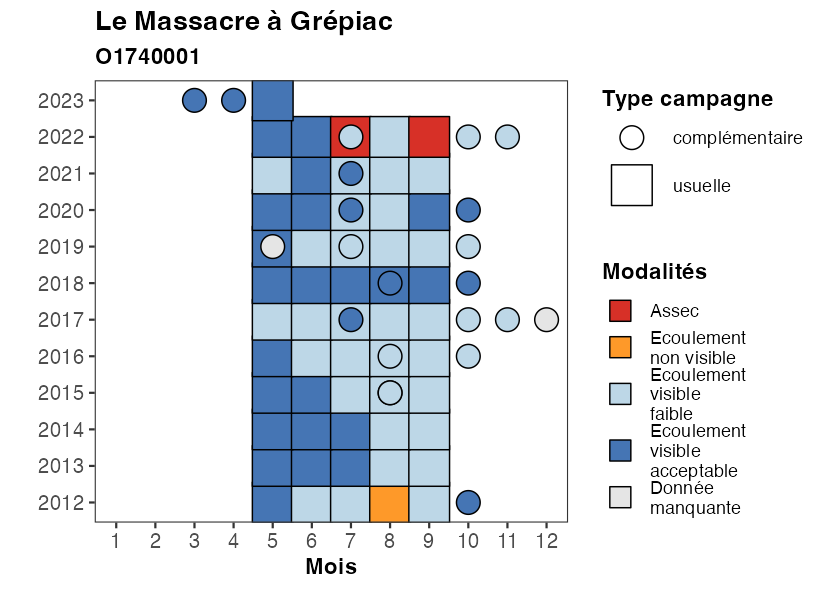 Le Massacre à Grépiac
O1740001
2023
2022
2021
2020
2019
2018
2017
2016
2015
2014
2013
2012
1 2 3 4 5 6 7 8 9 10 11 12
Mois
Type campagne
complémentaire
usuelle
Modalités
Assec
Ecoulement
non visible
Ecoulement
visible
faible
Ecoulement
visible
acceptable
Donnée
manquante